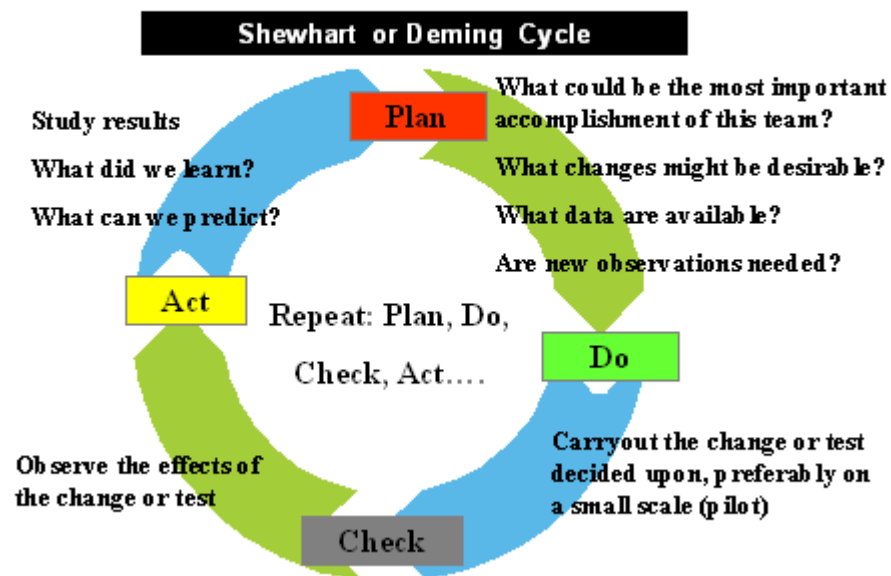 Shewhart or Deming Cycle
Plan
What could be the most important
accomplishment of this team?
What changes might be desirable?
What data are available?
Are new observations needed?
Do
Carryout the change or test
decided upon, preferably on
a small scale (pilot)
Check
Observe the effects of
the change or test
Act
Study results
What did we learn?
What can we predict?
Repeat: Plan, Do,
Check, Act....